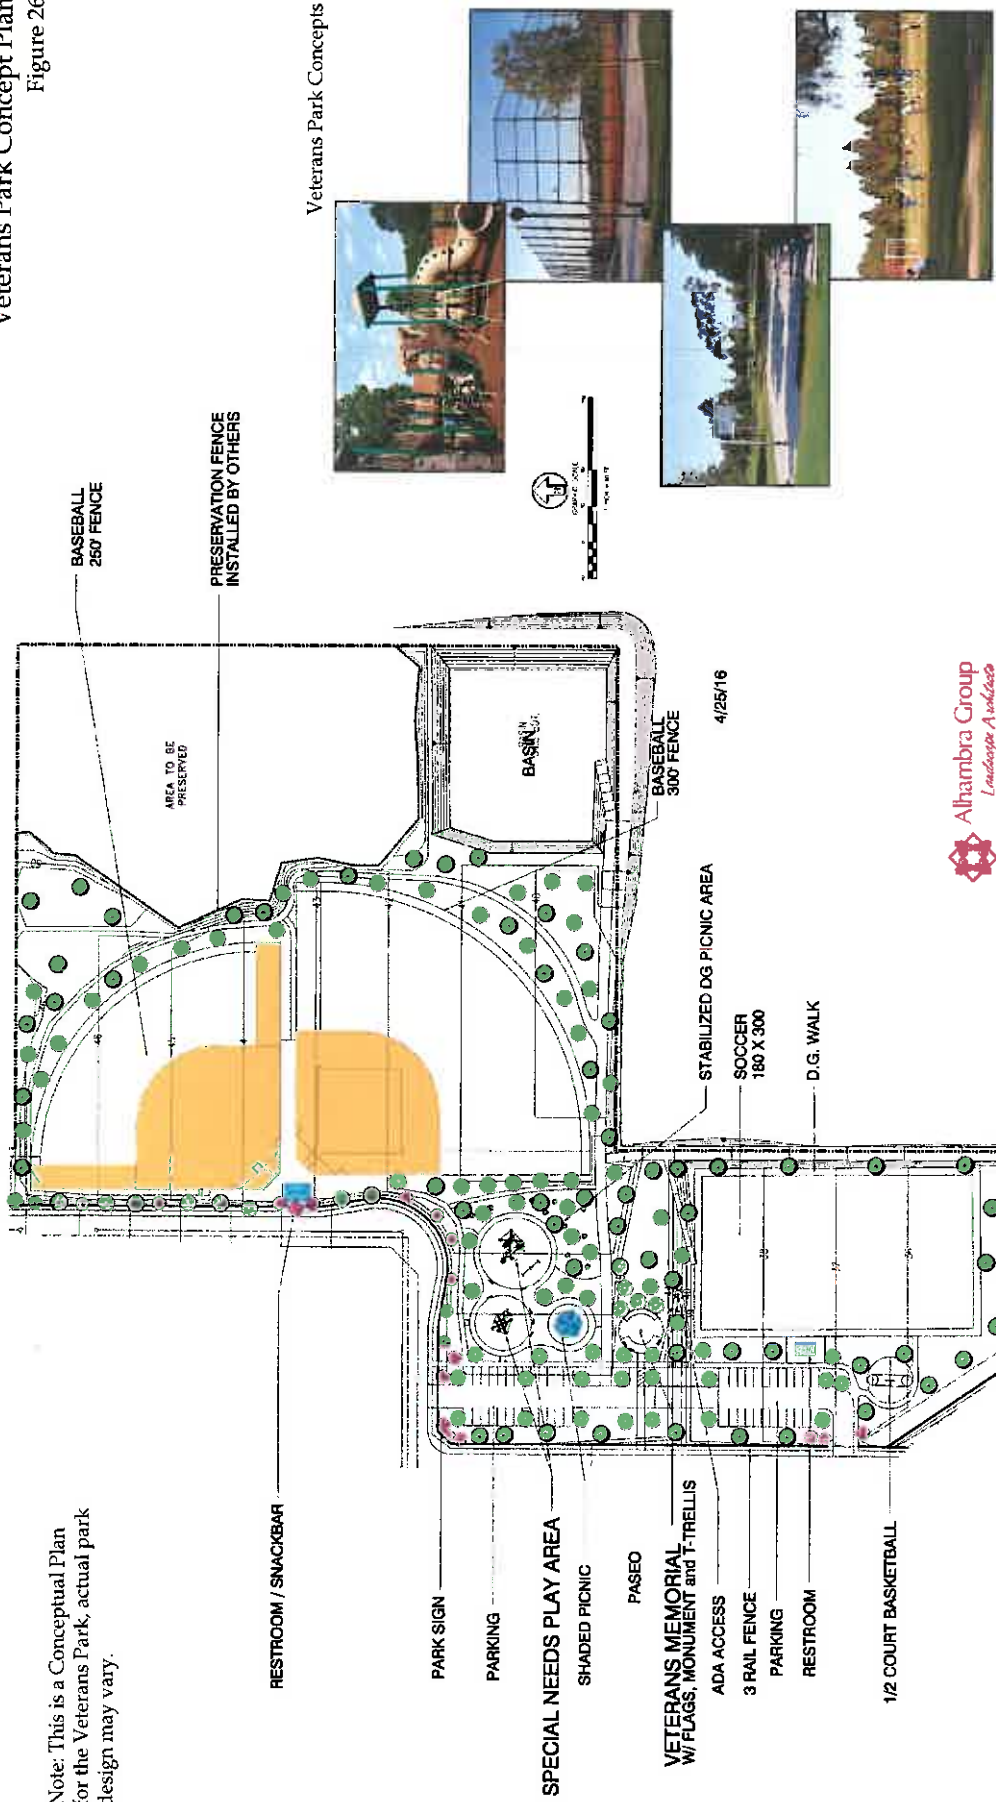 Veterans Park Concept Plan
Figure 26
Veterans Park Concepts
Note: This is a Conceptual Plan
for the Veterans Park, actual park
design may vary.
BASEBALL
250' FENCE
PRESERVATION FENCE
INSTALLED BY OTHERS
AREA TO BE
PRESERVED
BASIN
BASEBALL
300' FENCE
4/25/16
STABILIZED DG PICNIC AREA
SOCCER
180 X 300
D.G. WALK
RESTROOM / SNACKBAR
PARK SIGN
PARKING
SPECIAL NEEDS PLAY AREA
SHADED PICNIC
PASEO
VETERANS MEMORIAL
W/ FLAGS, MONUMENT and T-TRELLIS
ADA ACCESS
3 RAIL FENCE
PARKING
RESTROOM
1/2 COURT BASKETBALL
Alhambra Group
Landscape Architects